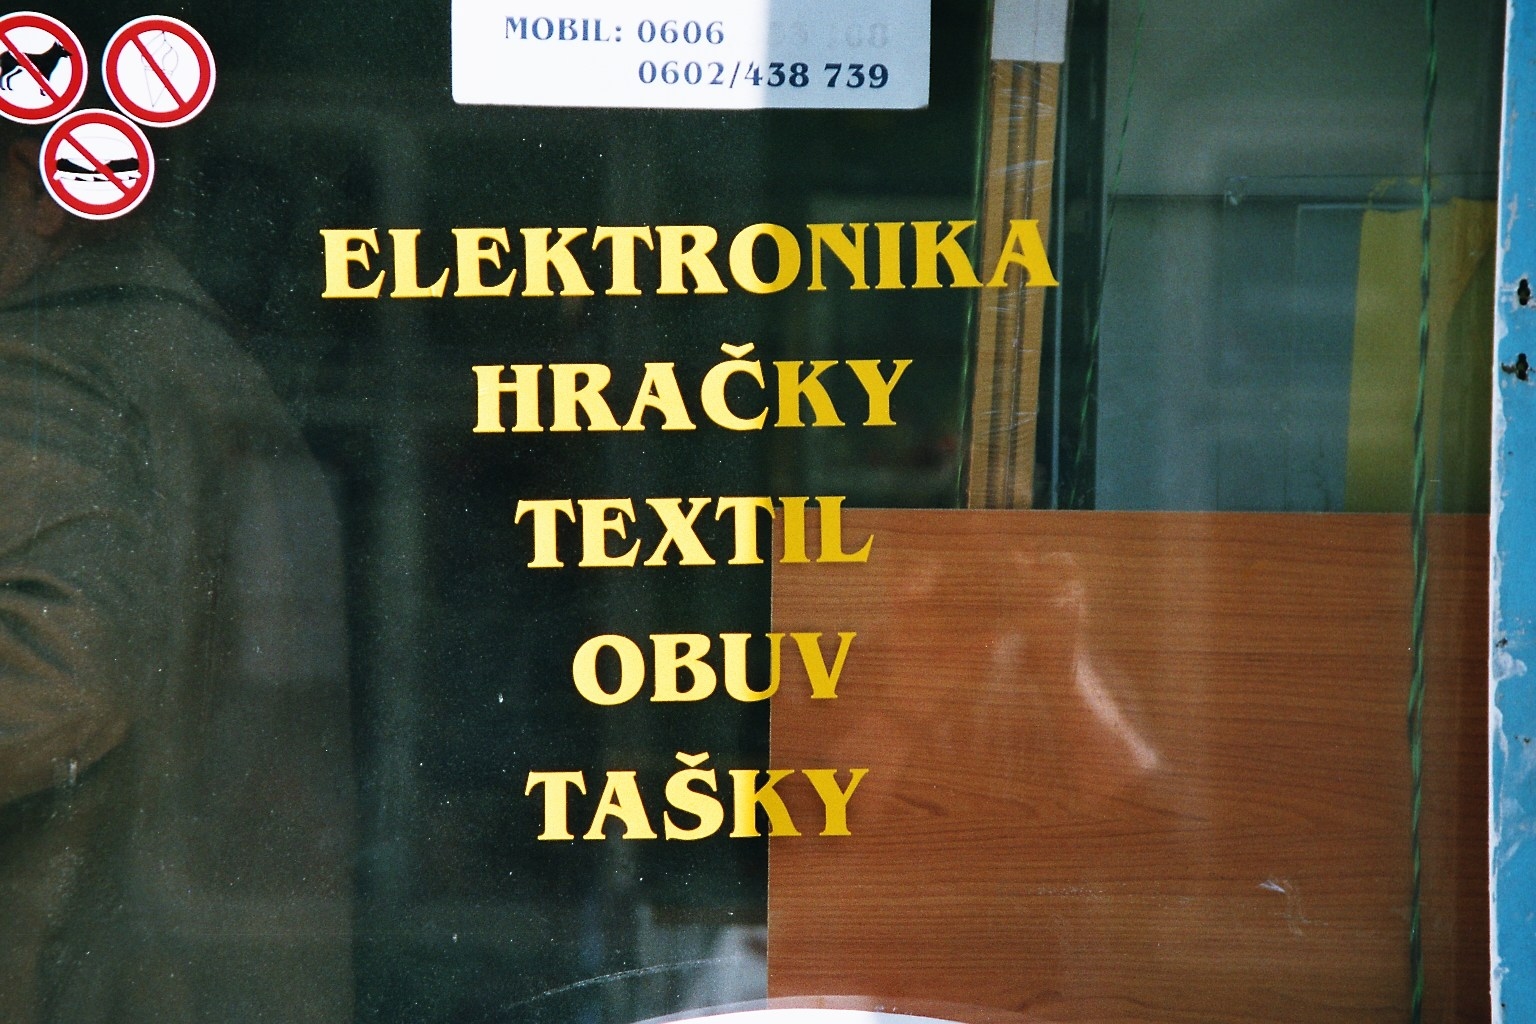 MOBIL: 0606
0602/438 739
ELEKTRONIKA
HRAČKY
TEXTIL
OBUV
TAŠKY